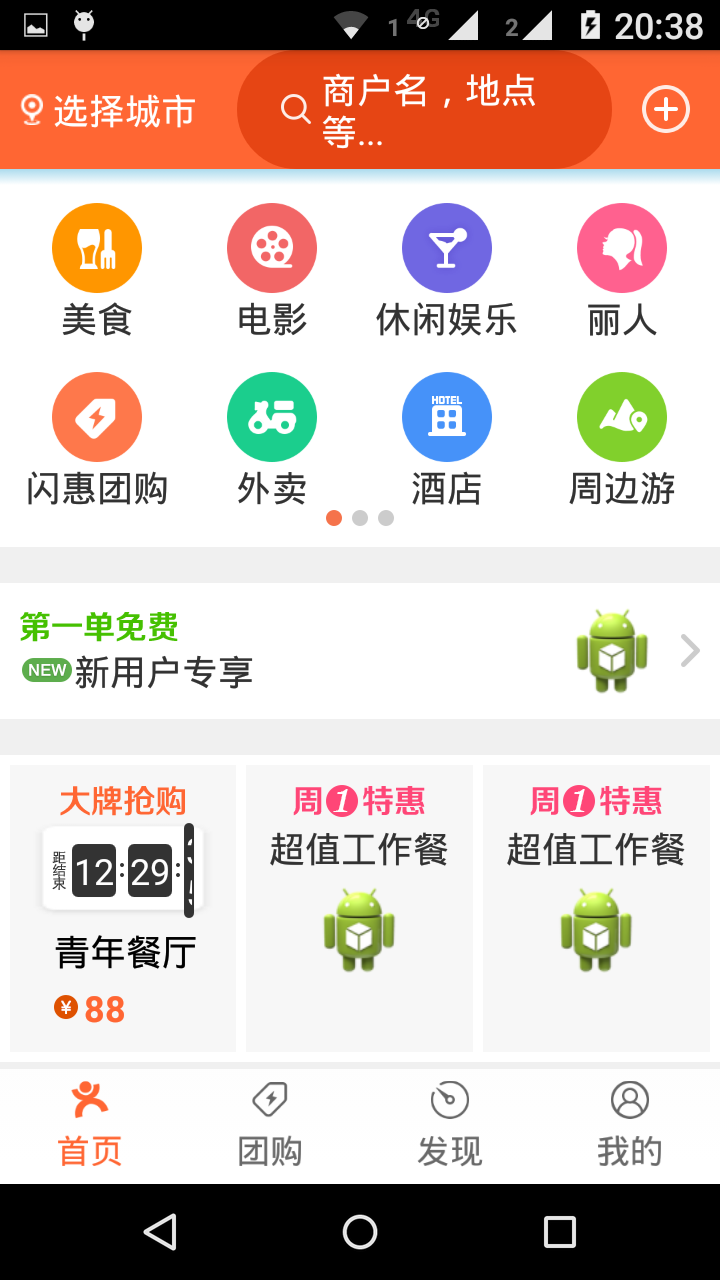 1 4G 2 20:38
选择城市
商户名，地点
等...
美食 电影 休闲娱乐 丽人
HOTEL
闪惠团购 外卖 酒店 周边游
第一单免费
NEW 新用户专享
大牌抢购
距结束 12:29:
青年餐厅
¥ 88
周1特惠
超值工作餐
周1特惠
超值工作餐
首页 团购 发现 我的